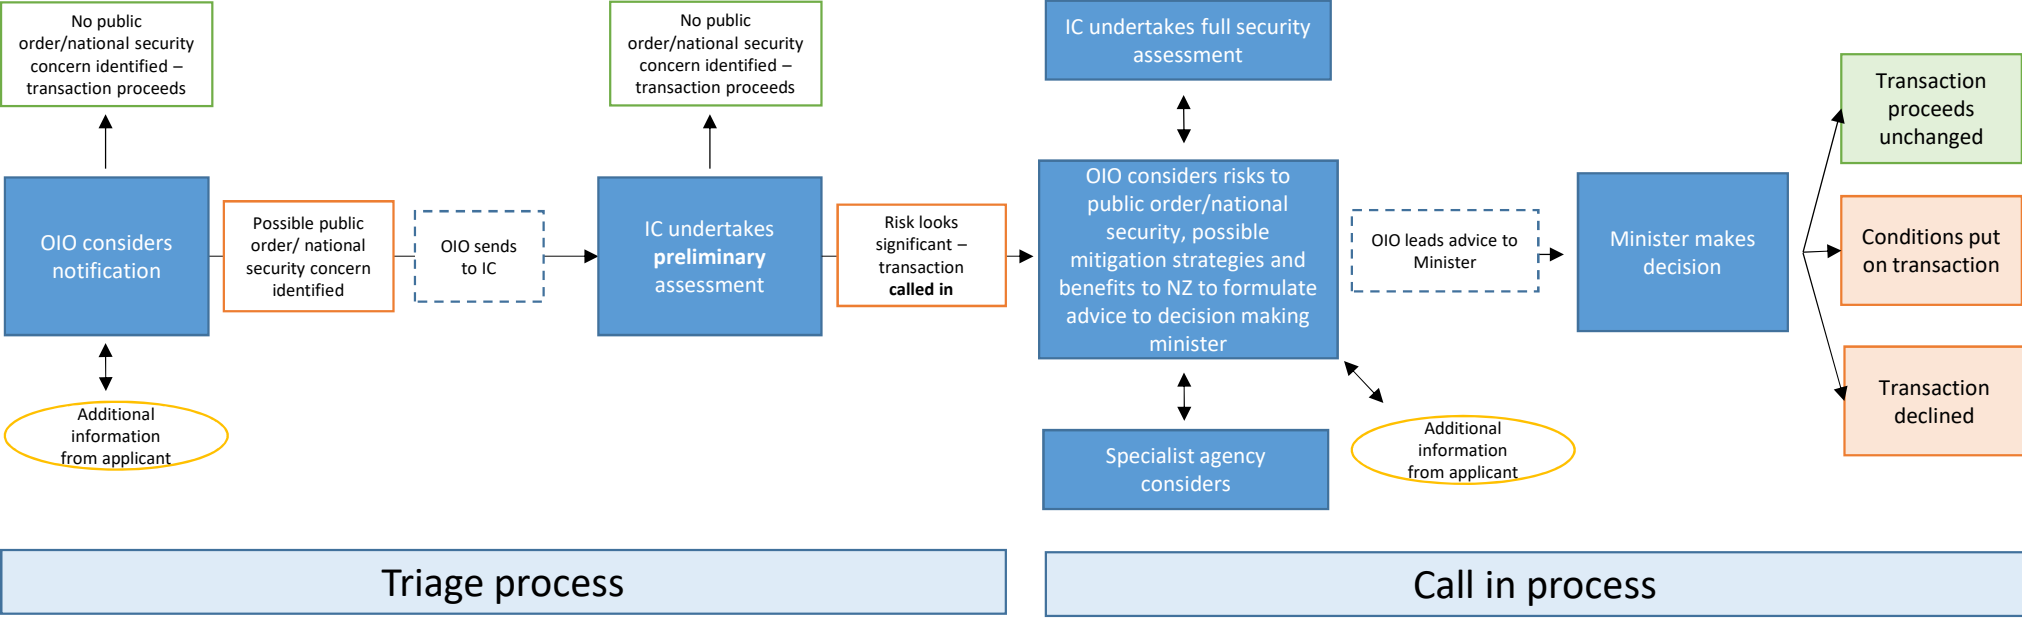 No public
order/national security
concern identified –
transaction proceeds
OIO considers
notification
Additional
information
from applicant
Possible public
order/ national
security concern
identified
OIO sends
to IC
No public
order/national security
concern identified –
transaction proceeds
IC undertakes
preliminary
assessment
Risk looks
significant –
transaction
called in
IC undertakes full security
assessment
OIO considers risks to
public order/national
security, possible
mitigation strategies and
benefits to NZ to formulate
advice to decision making
minister
Specialist agency
considers
Additional
information
from applicant
OIO leads advice to
Minister
Minister makes
decision
Transaction
proceeds
unchanged
Conditions put
on transaction
Transaction
declined
Triage process
Call in process